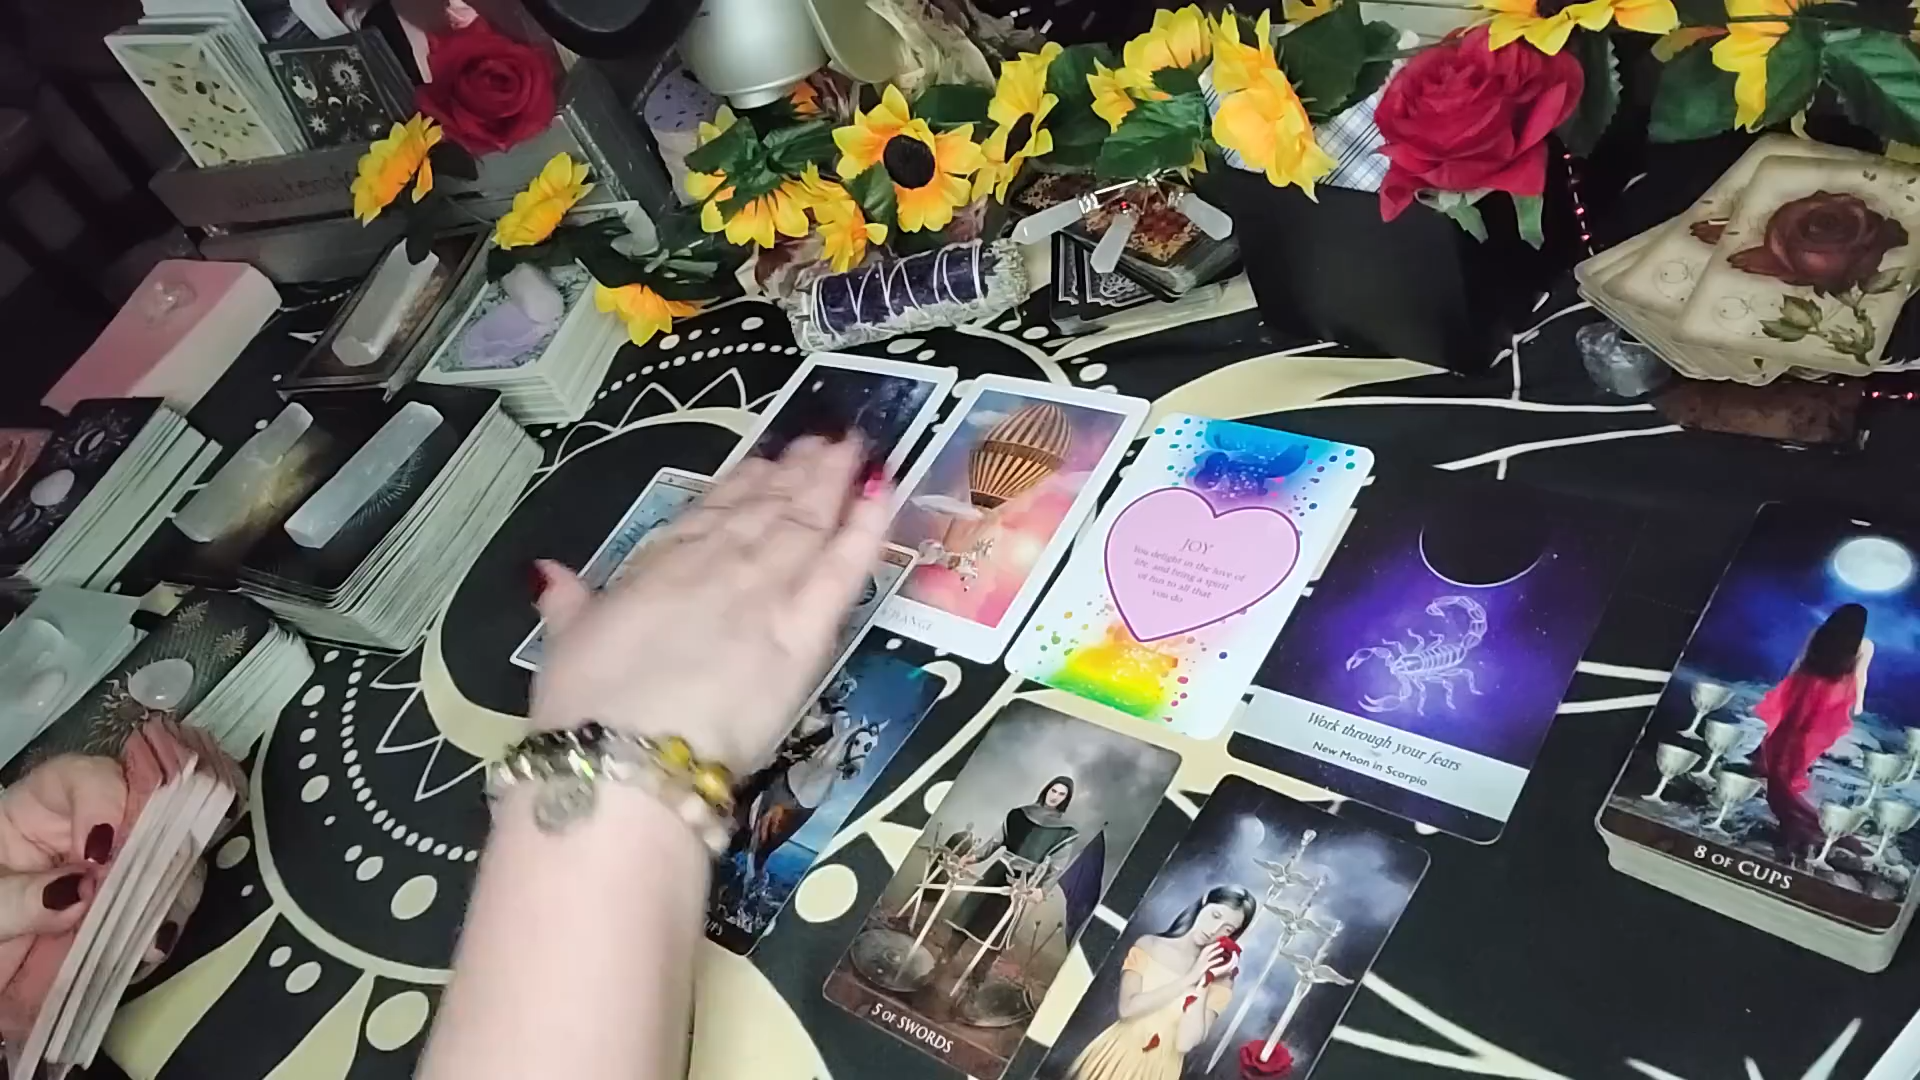 JOY
You delight in the love of
life, and bring a spirit
of fun to all that
you do
Work through your fears
New Moon in Scorpio
8 OF CUPS
5 OF SWORDS